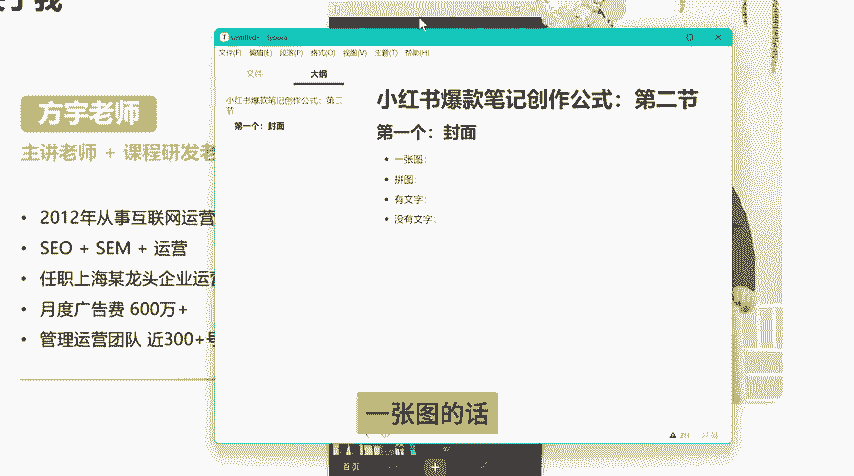 方宇老师
主讲老师 + 课程研发老
• 2012年从事互联网运营
• SEO + SEM + 运营
• 任职上海某龙头企业运营
• 月度广告费 600万+
• 管理运营团队 近300+号
文件(F) 编辑(E) 段落(P) 格式(O) 视图(V) 主题(T) 帮助(H)
文件 大纲
小红书爆款笔记创作公式：第二节
第一个：封面
小红书爆款笔记创作公式：第二节
第一个：封面
• 一张图：
• 拼图：
• 有文字：
• 没有文字：
一张图的话
首页